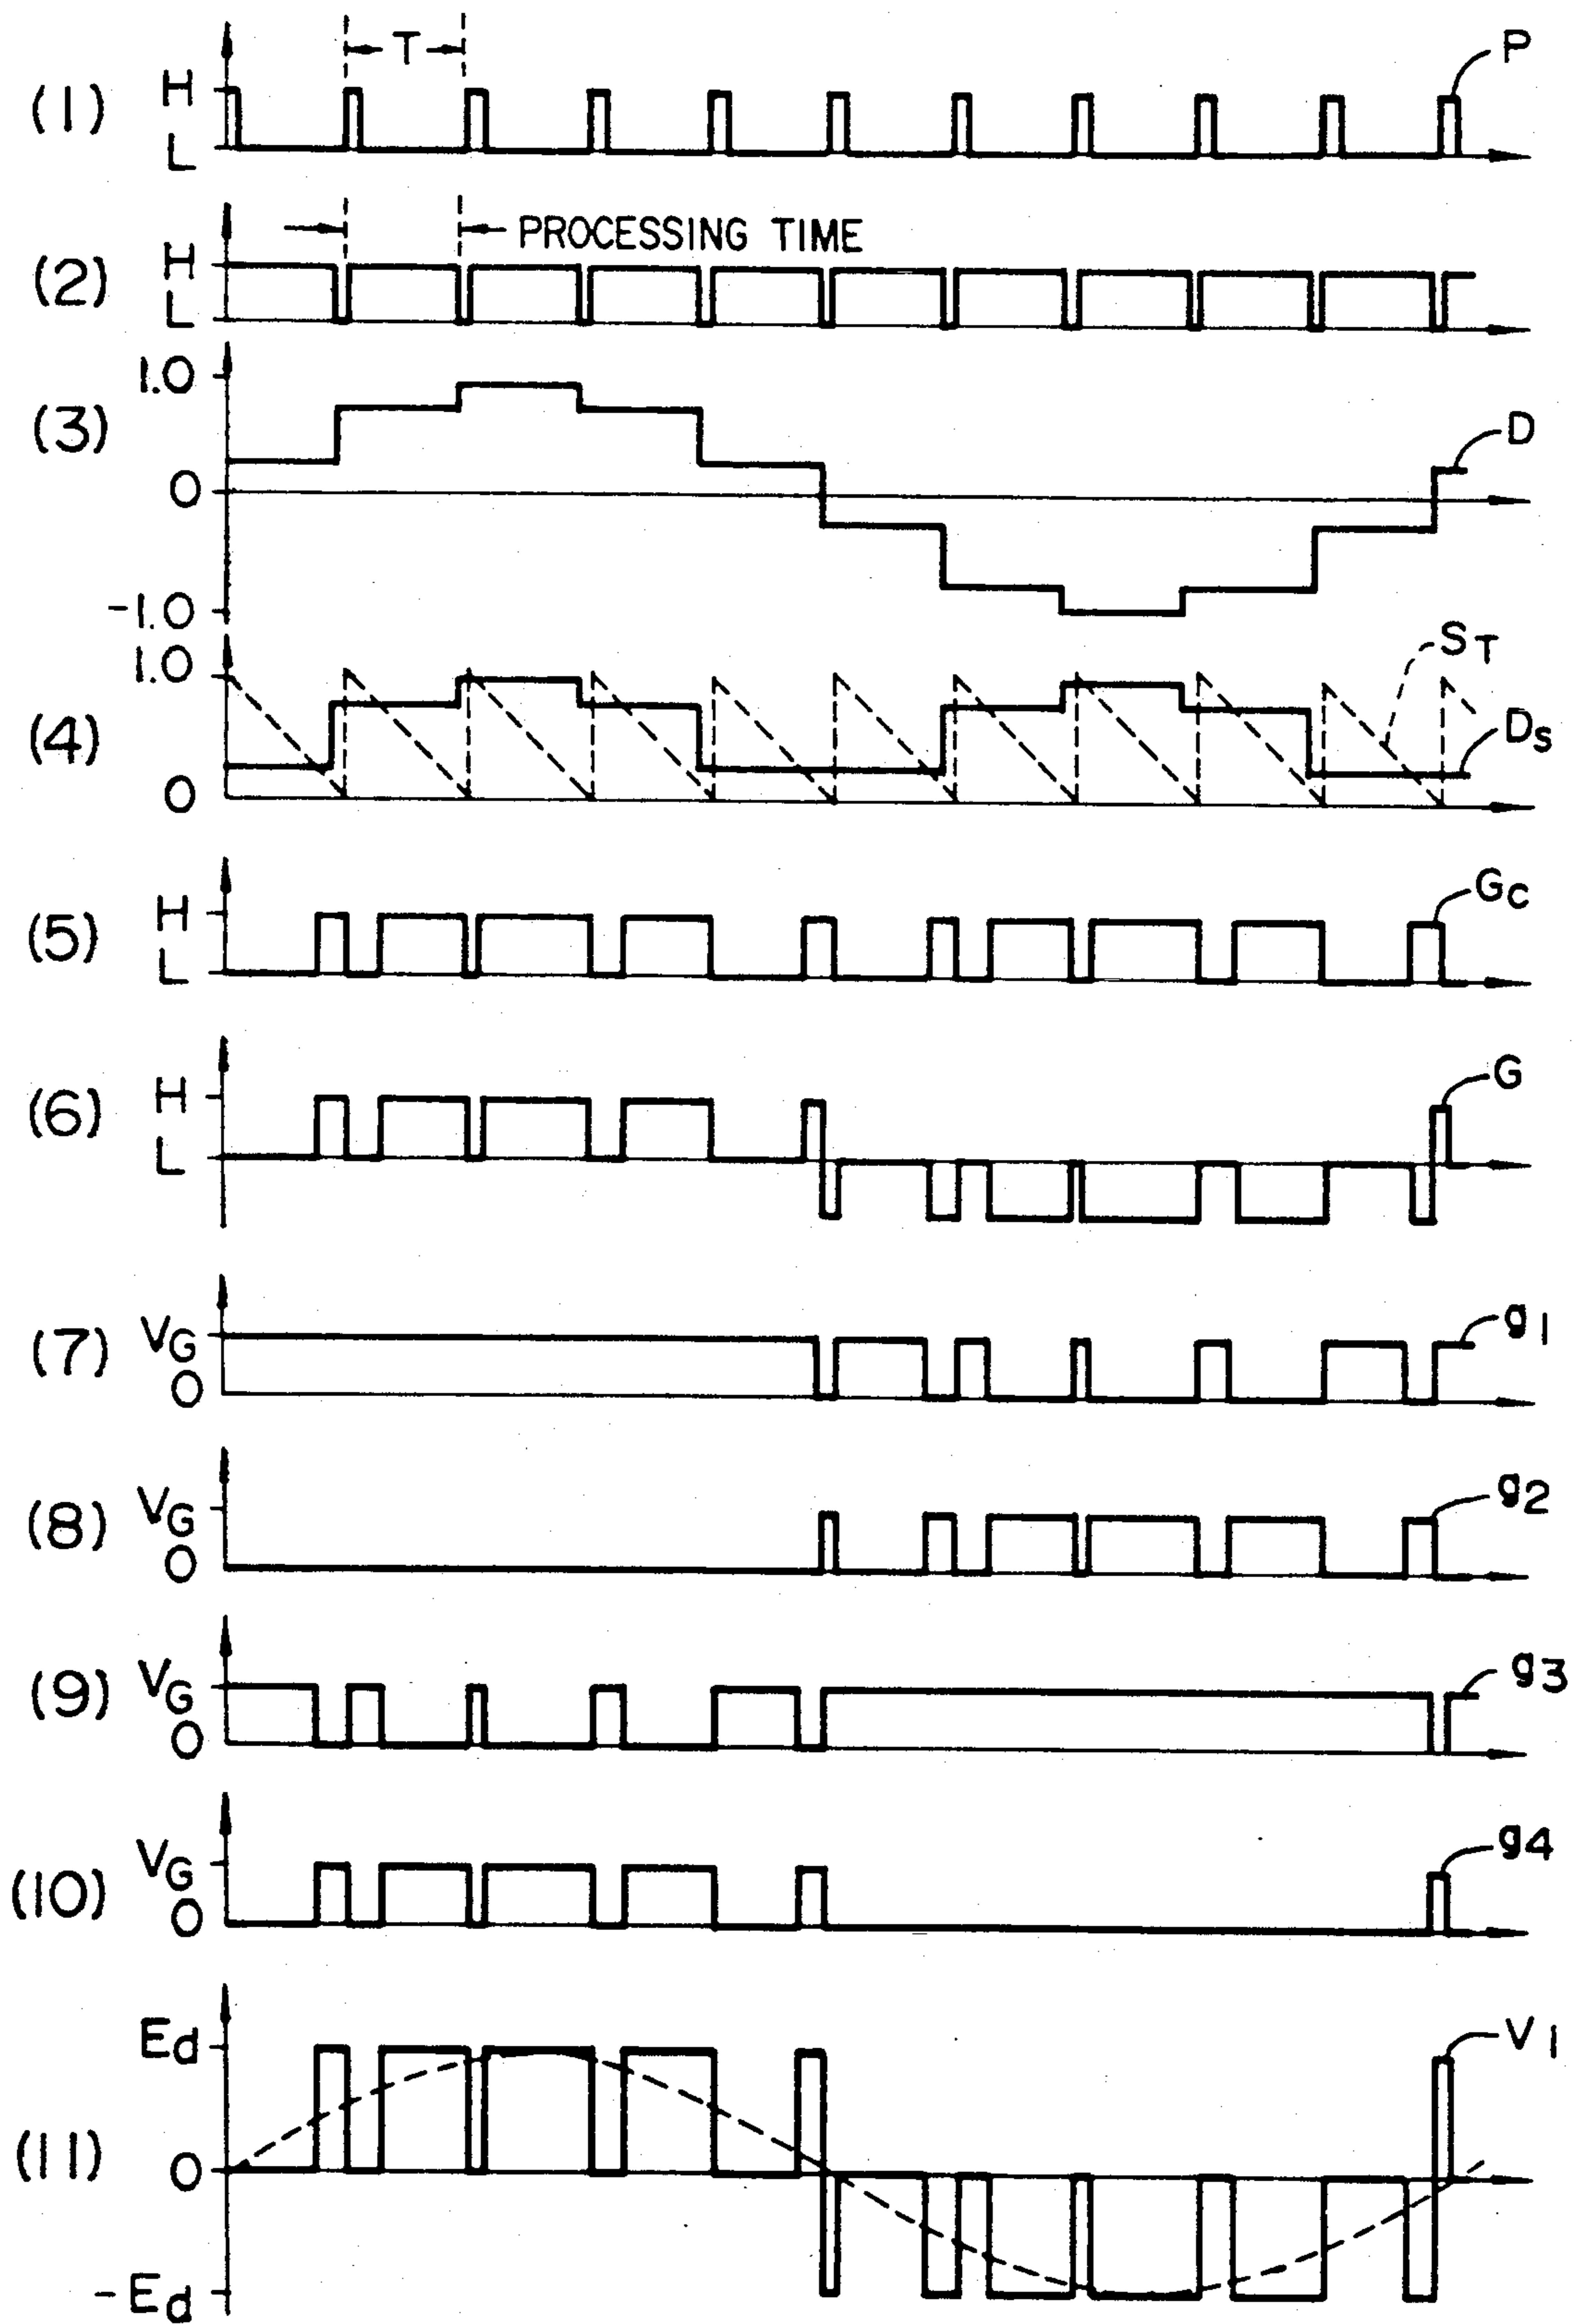 T
P
(1)
H
L
PROCESSING TIME
(2)
H
L
1.0
(3)
D
0
-1.0
1.0
ST
(4)
DS
0
(5)
H
GC
L
(6)
H
G
L
(7)
VG
g1
0
(8)
VG
g2
0
(9)
VG
g3
0
(10)
VG
g4
0
Ed
V1
(11)
0
-Ed